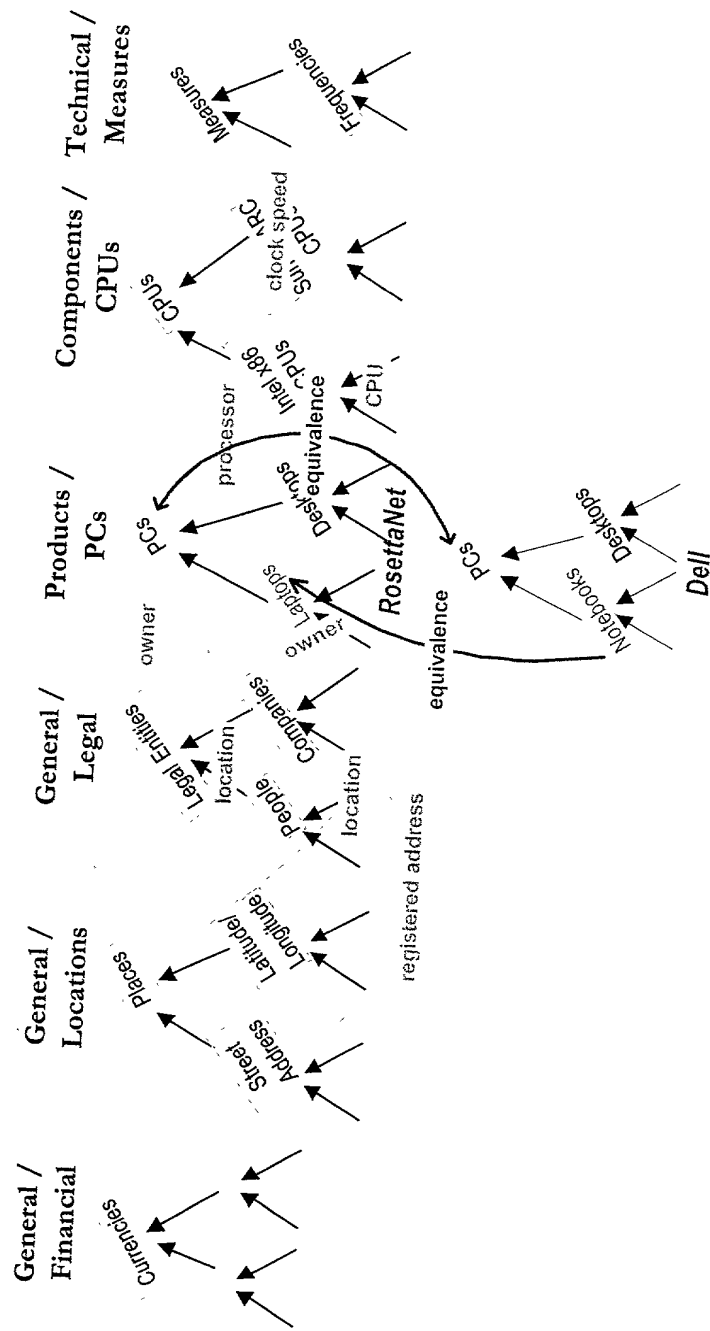 General /
Financial
Currencies
General /
Locations
Places
Street
Address
Latitude/
Longitude
registered address
General /
Legal
Legal Entities
location
People
Companies
location
Products /
PCs
owner
PCs
owner
Laptops
Desktops
processor
equivalence
RosettaNet
equivalence
PCs
Notebooks
Desktops
Dell
Components /
CPUs
CPUs
Intel x86
CPU
clock speed
Technical /
Measures
Measures
Frequencies